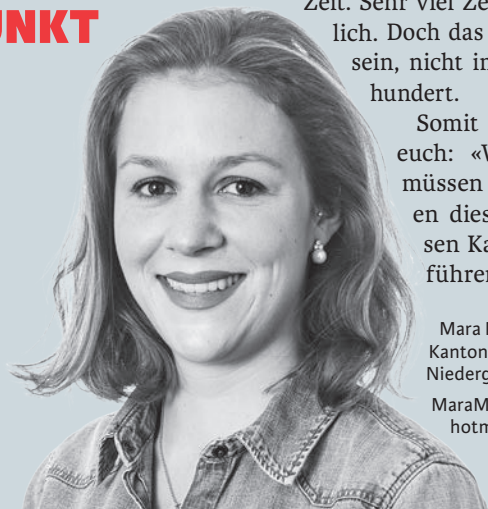 UNKT
Zeit. Sehr viel Ze
lich. Doch das
sein, nicht in
hundert.
Somit
euch: «W
müssen
en dies
sen Ka
führen
Mara
Kanton
Niederg
MaraM
hotm